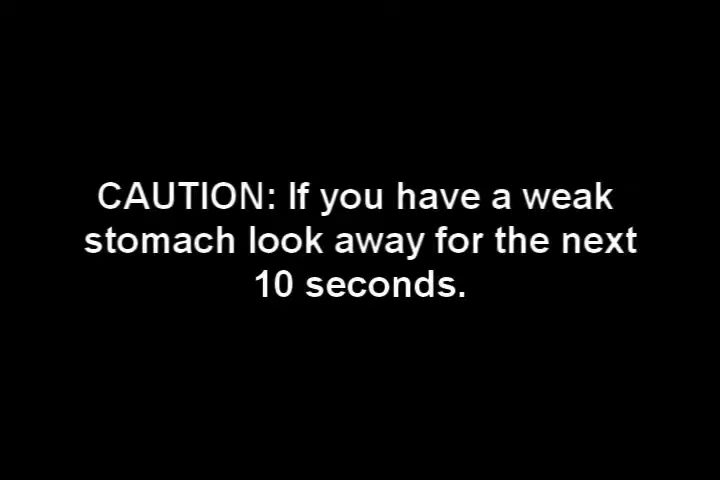 CAUTION: If you have a weak
stomach look away for the next
10 seconds.